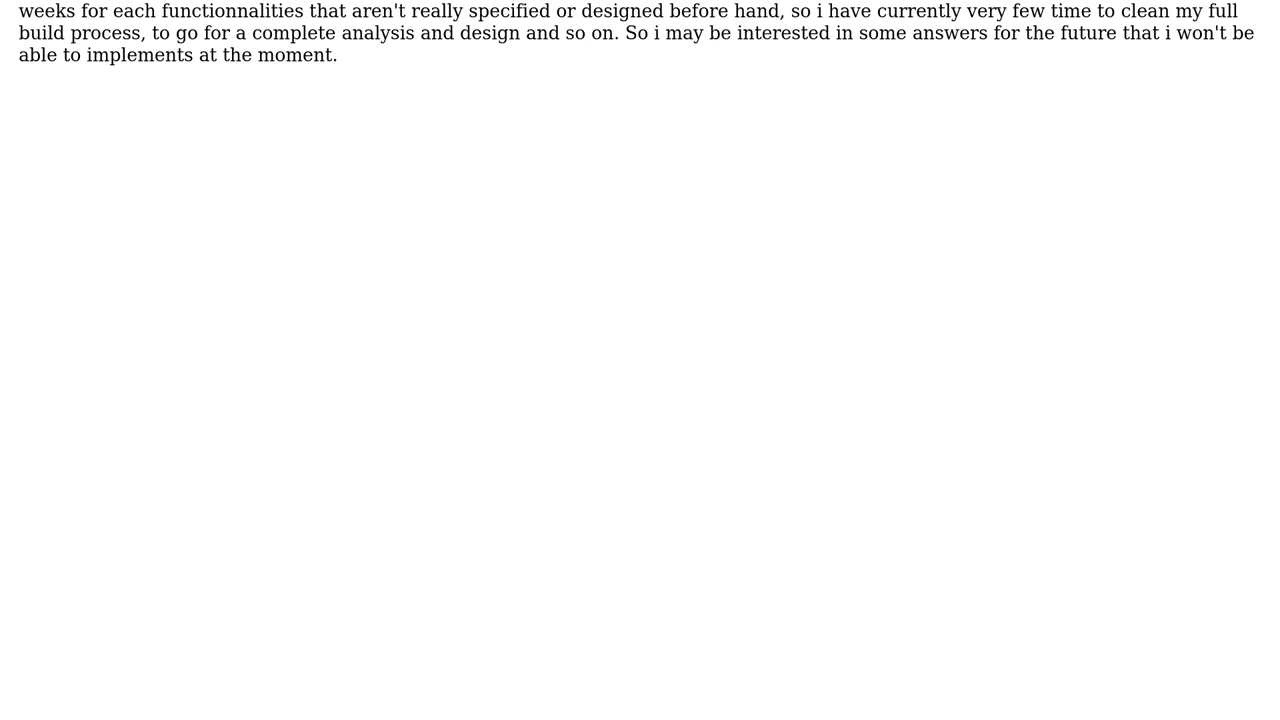 weeks for each functionnalities that aren't really specified or designed before hand, so i have currently very few time to clean my full
build process, to go for a complete analysis and design and so on. So i may be interested in some answers for the future that i won't be
able to implements at the moment.